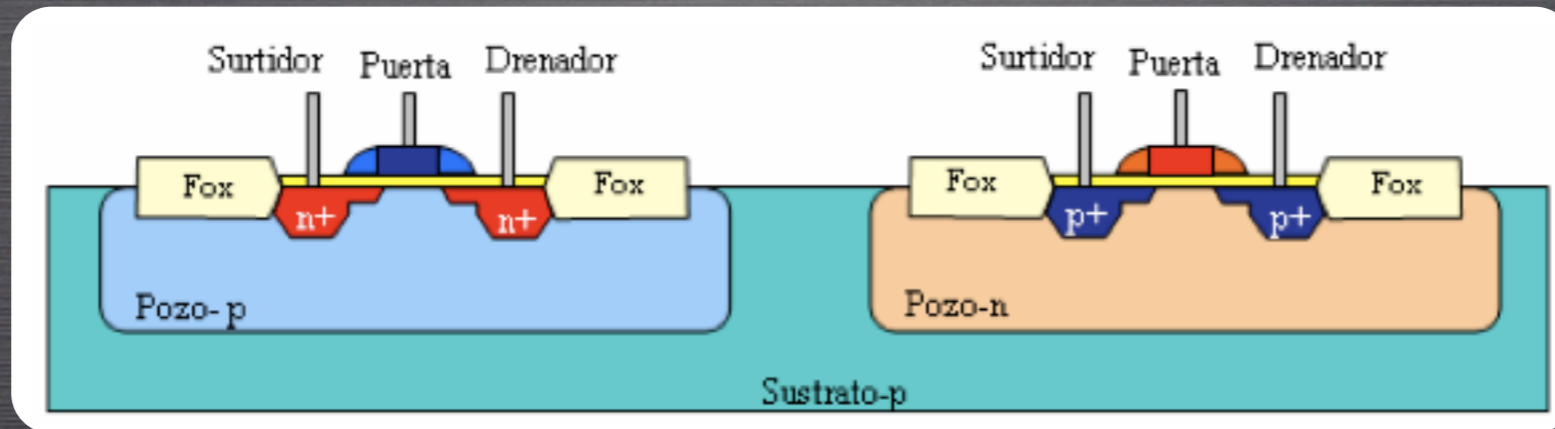 Surtidor Puerta Drenador
Surtidor Puerta Drenador
Fox Fox
Fox Fox
n+ n+
p+ p+
Pozo- p
Pozo-n
Sustrato-p